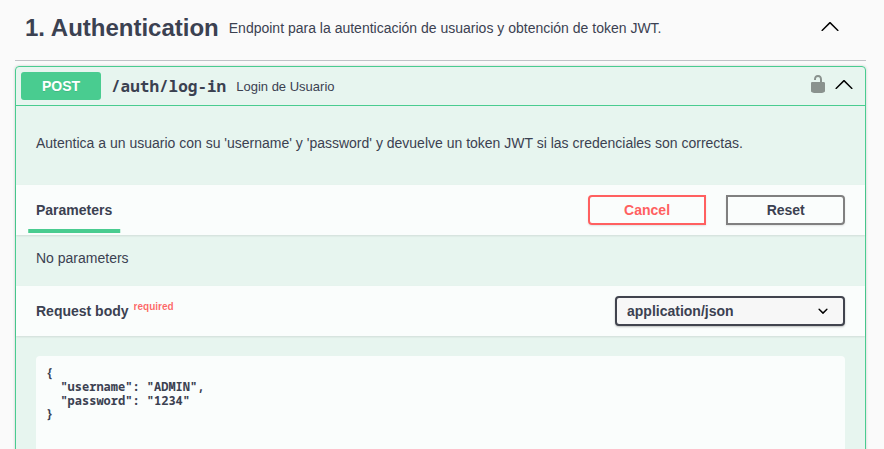 1. Authentication Endpoint para la autenticación de usuarios y obtención de token JWT.
POST /auth/log-in Login de Usuario
Autentica a un usuario con su 'username' y 'password' y devuelve un token JWT si las credenciales son correctas.
Parameters Cancel Reset
No parameters
Request body required application/json
{
"username": "ADMIN",
"password": "1234"
}